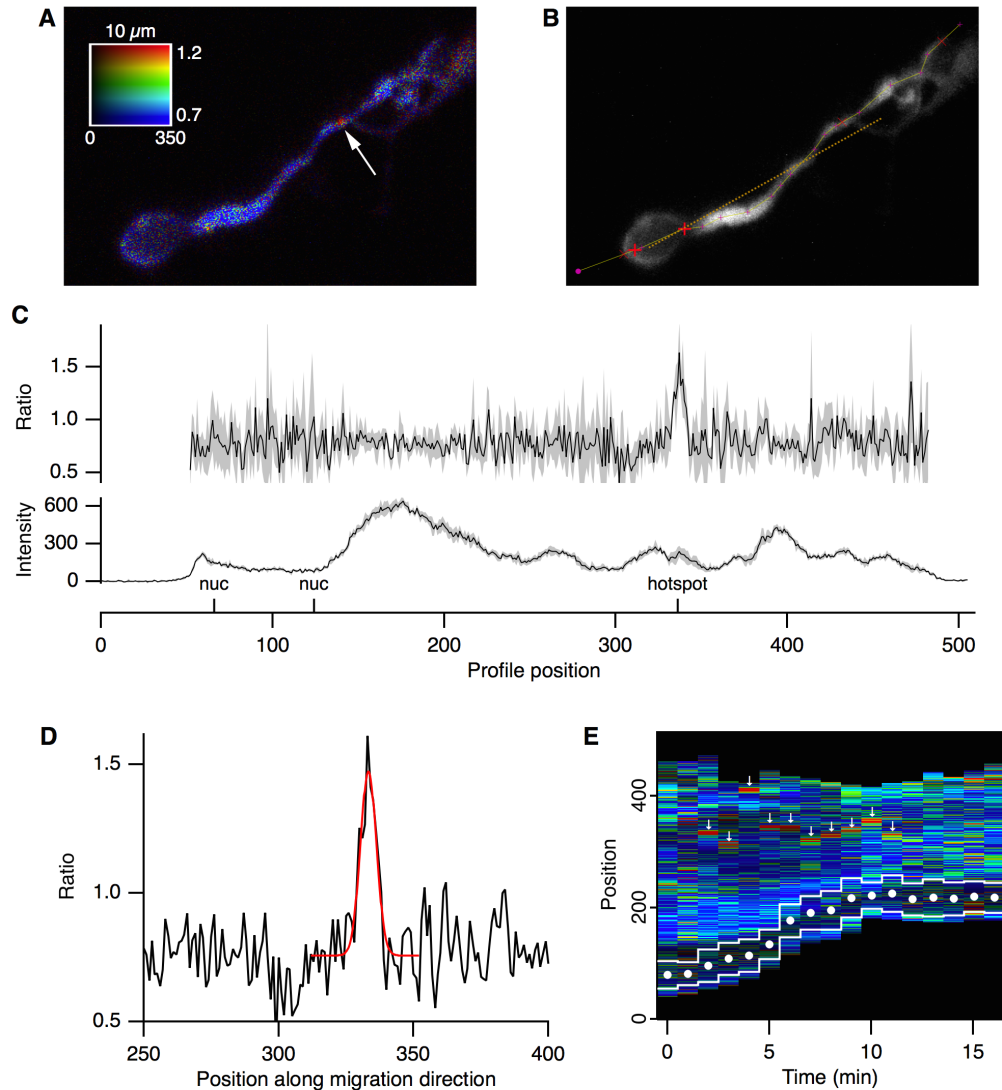 A
10 µm
1.2
0.7
0
350
B
C
Ratio
1.5
1.0
0.5
Intensity
600
300
0
nuc
nuc
hotspot
0
100
200
300
400
500
Profile position
D
Ratio
1.5
1.0
0.5
250
300
350
400
Position along migration direction
E
Position
400
200
0
0
5
10
15
Time (min)